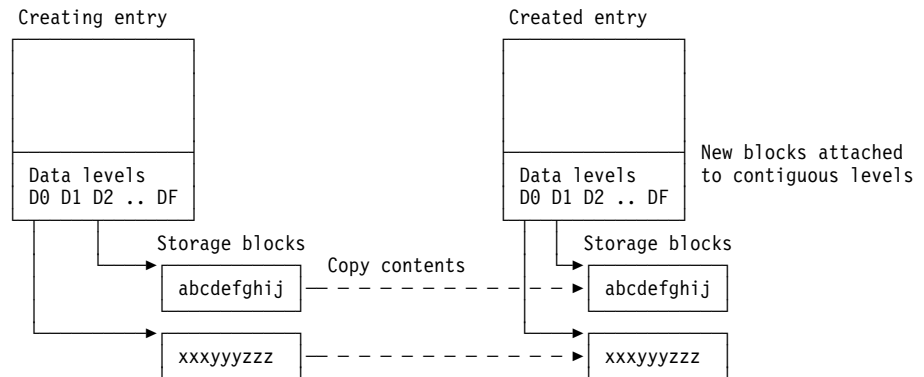 Creating entry
Created entry
Data levels
D0 D1 D2 .. DF
Data levels
D0 D1 D2 .. DF
New blocks attached
to contiguous levels
Storage blocks
Copy contents
Storage blocks
abcdefghij
abcdefghij
xxxyyyzzz
xxxyyyzzz